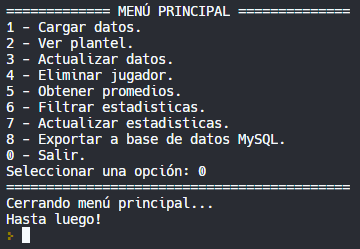 ============= MENÚ PRINCIPAL ==============
1 - Cargar datos.
2 - Ver plantel.
3 - Actualizar datos.
4 - Eliminar jugador.
5 - Obtener promedios.
6 - Filtrar estadisticas.
7 - Actualizar estadisticas.
8 - Exportar a base de datos MySQL.
0 - Salir.
Seleccionar una opción: 0
===========================================
Cerrando menú principal...
Hasta luego!
>